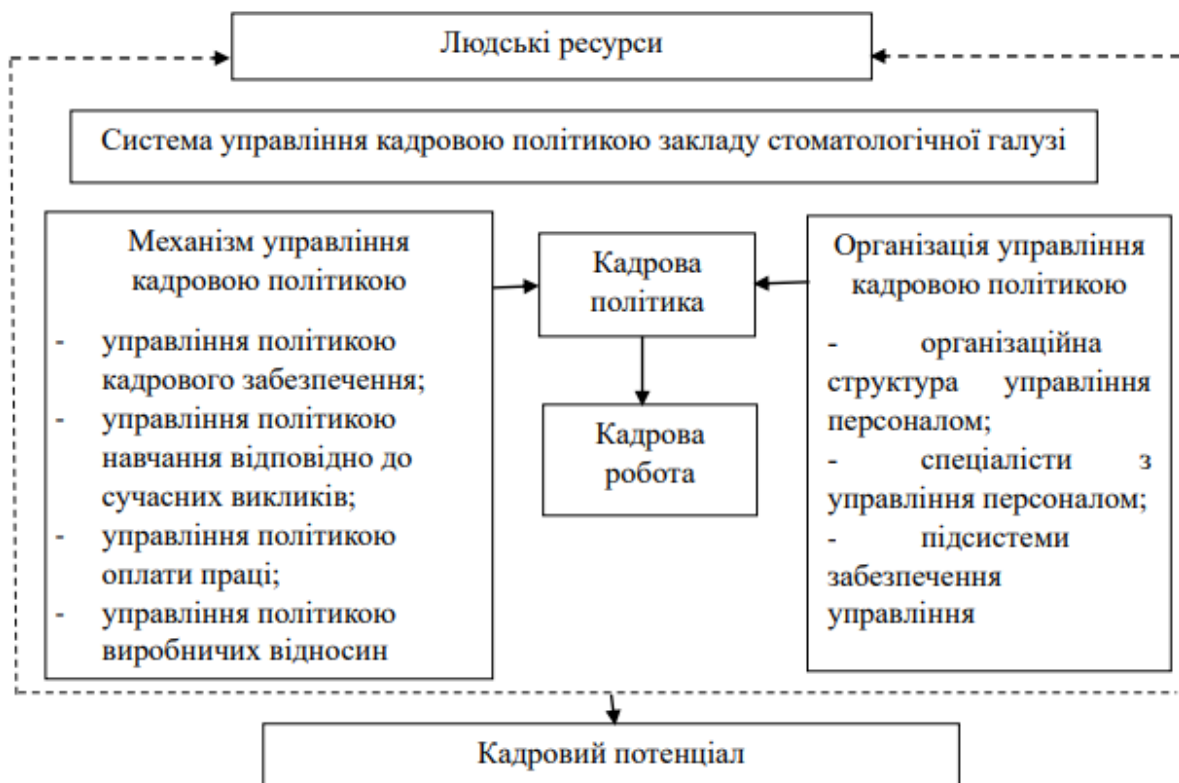 Людські ресурси
Система управління кадровою політикою закладу стоматологічної галузі
Механізм управління
кадровою політикою
- управління політикою
кадрового забезпечення;
- управління політикою
навчання відповідно до
сучасних викликів;
- управління політикою
оплати праці;
- управління політикою
виробничих відносин
Кадрова
політика
Кадрова
робота
Організація управління
кадровою політикою
- організаційна
структура управління
персоналом;
- спеціалісти з
управління персоналом;
- підсистеми
забезпечення
управління
Кадровий потенціал